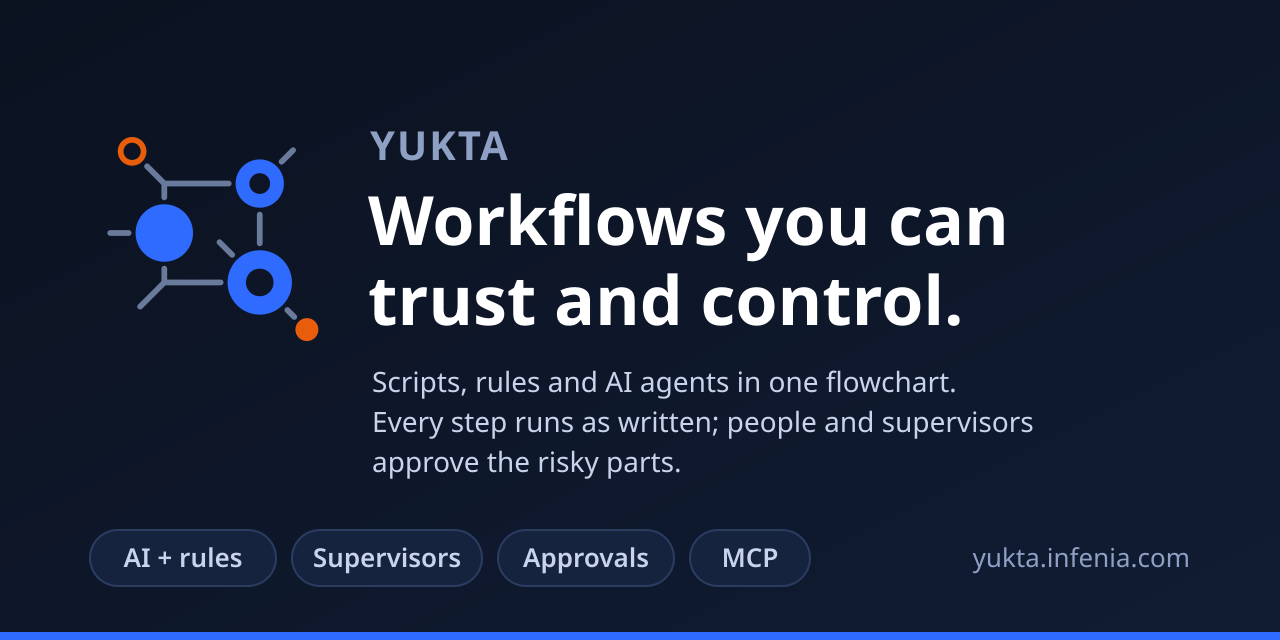 YUKTA
Workflows you can
trust and control.
Scripts, rules and AI agents in one flowchart.
Every step runs as written; people and supervisors
approve the risky parts.
AI + rules
Supervisors
Approvals
MCP
yukta.infenia.com